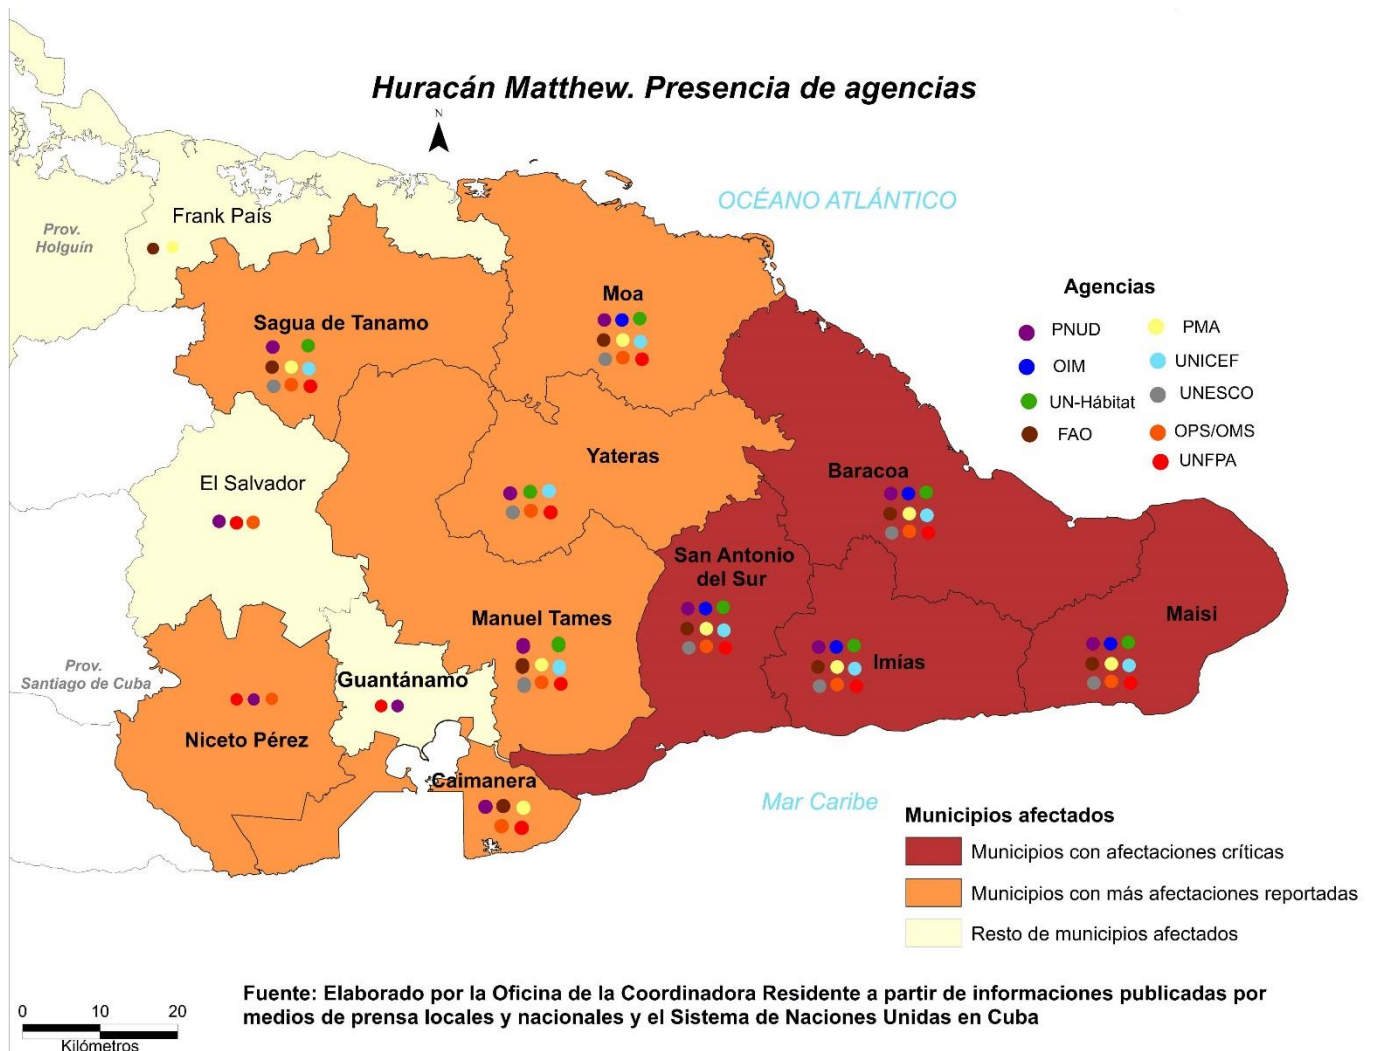 Huracán Matthew. Presencia de agencias
N
OCÉANO ATLÁNTICO
Frank País
Prov.
Holguín
Moa
Sagua de Tanamo
Agencias
PNUD
PMA
OIM
UNICEF
UN-Hábitat
UNESCO
FAO
OPS/OMS
UNFPA
Yateras
Baracoa
El Salvador
San Antonio
del Sur
Maisi
Manuel Tames
Imías
Prov.
Santiago de Cuba
Guantánamo
Niceto Pérez
Caimanera
Mar Caribe
Municipios afectados
Municipios con afectaciones críticas
Municipios con más afectaciones reportadas
Resto de municipios afectados
Fuente: Elaborado por la Oficina de la Coordinadora Residente a partir de informaciones publicadas por
medios de prensa locales y nacionales y el Sistema de Naciones Unidas en Cuba
0 10 20
Kilómetros